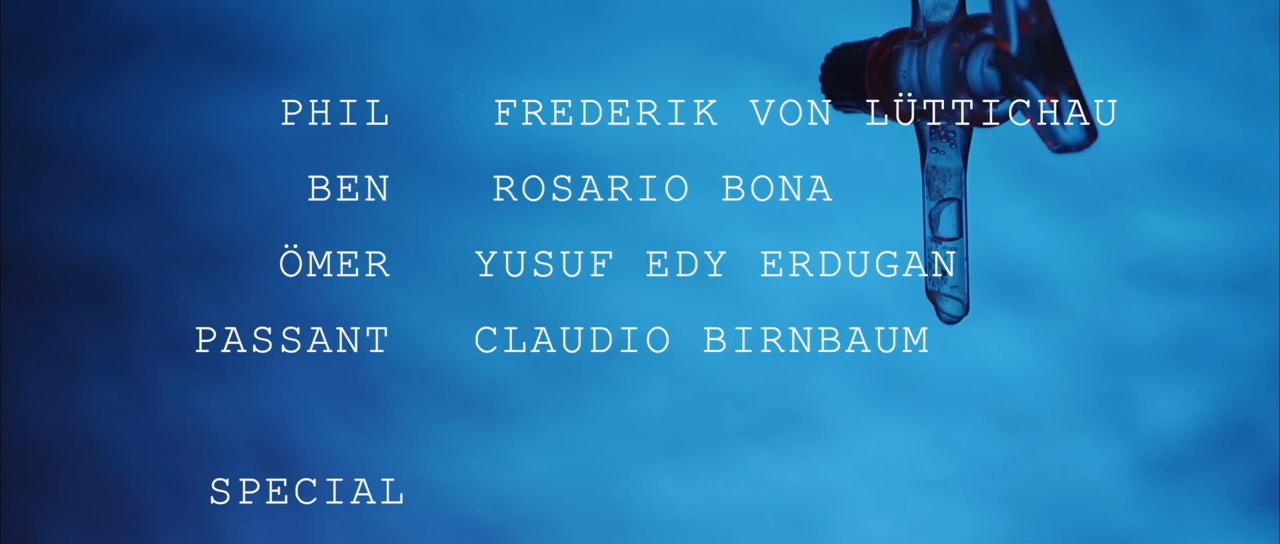 PHIL FREDERIK VON LÜTTICHAU
BEN ROSARIO BONA
ÖMER YUSUF EDY ERDUGAN
PASSANT CLAUDIO BIRNBAUM
SPECIAL